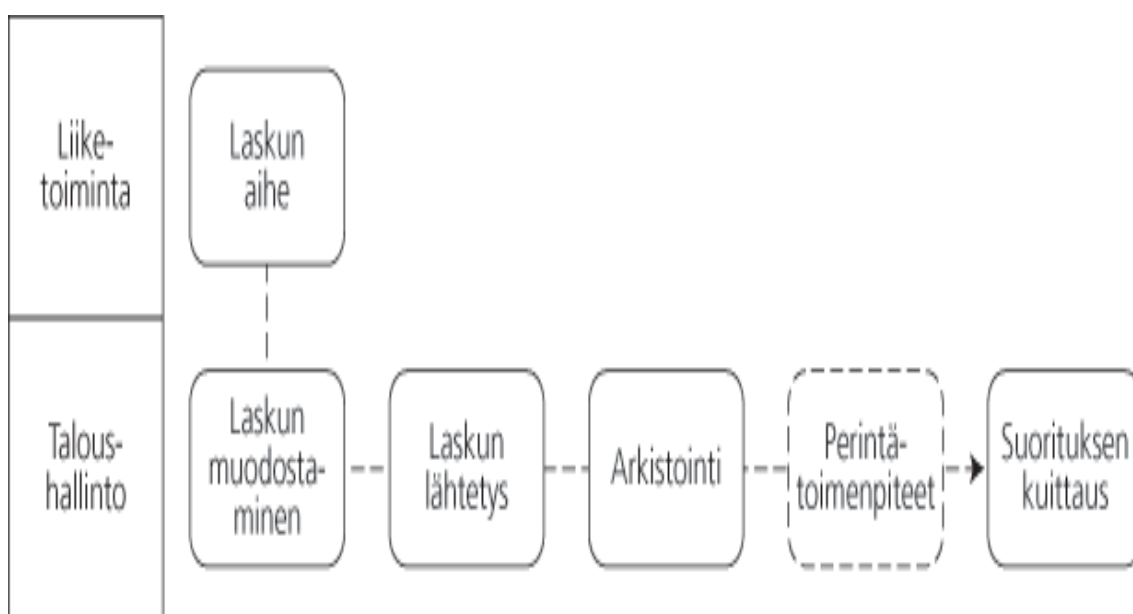 Liike-
toiminta
Laskun
aihe
Talous-
hallinto
Laskun
muodosta-
minen
Laskun
lähtetys
Arkistointi
Perintä-
toimenpiteet
Suorituksen
kuittaus